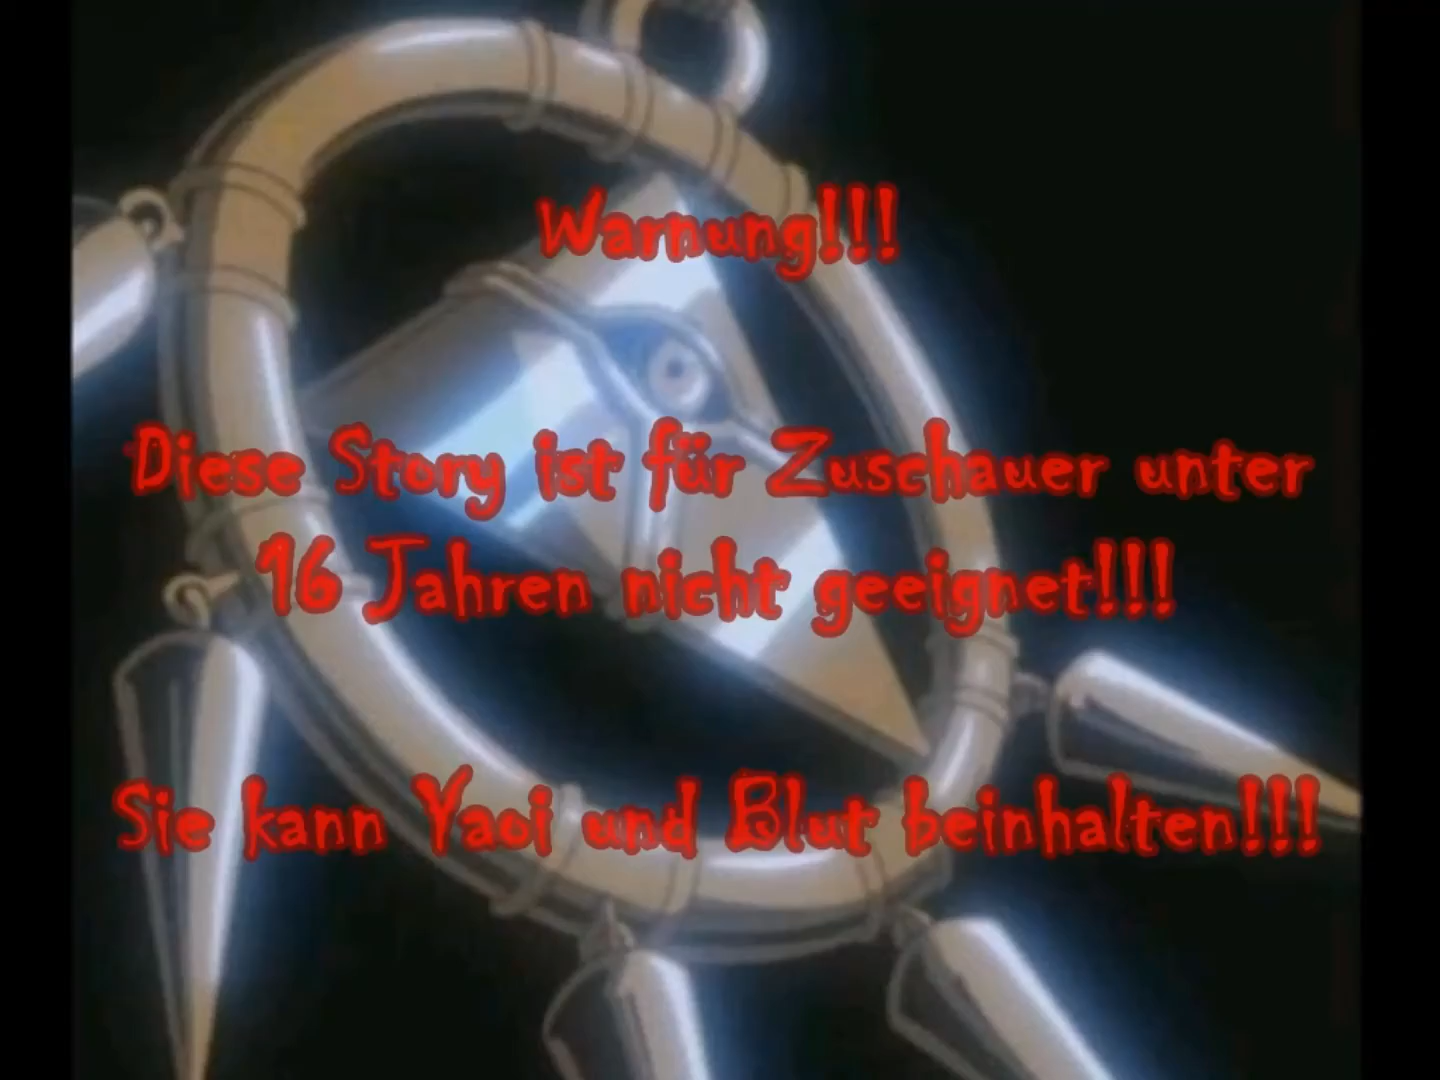 Warnung!!!
Diese Story ist für Zuschauer unter
16 Jahren nicht geeignet!!!
Sie kann Yaoi und Blut beinhalten!!!